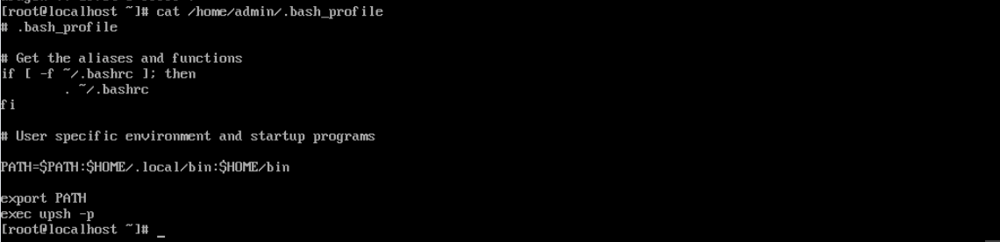 [root@localhost ~]# cat /home/admin/.bash_profile
# .bash_profile
# Get the aliases and functions
if [ -f ~/.bashrc ]; then
        . ~/.bashrc
fi
# User specific environment and startup programs
PATH=$PATH:$HOME/.local/bin:$HOME/bin
export PATH
exec upsh -p
[root@localhost ~]# _